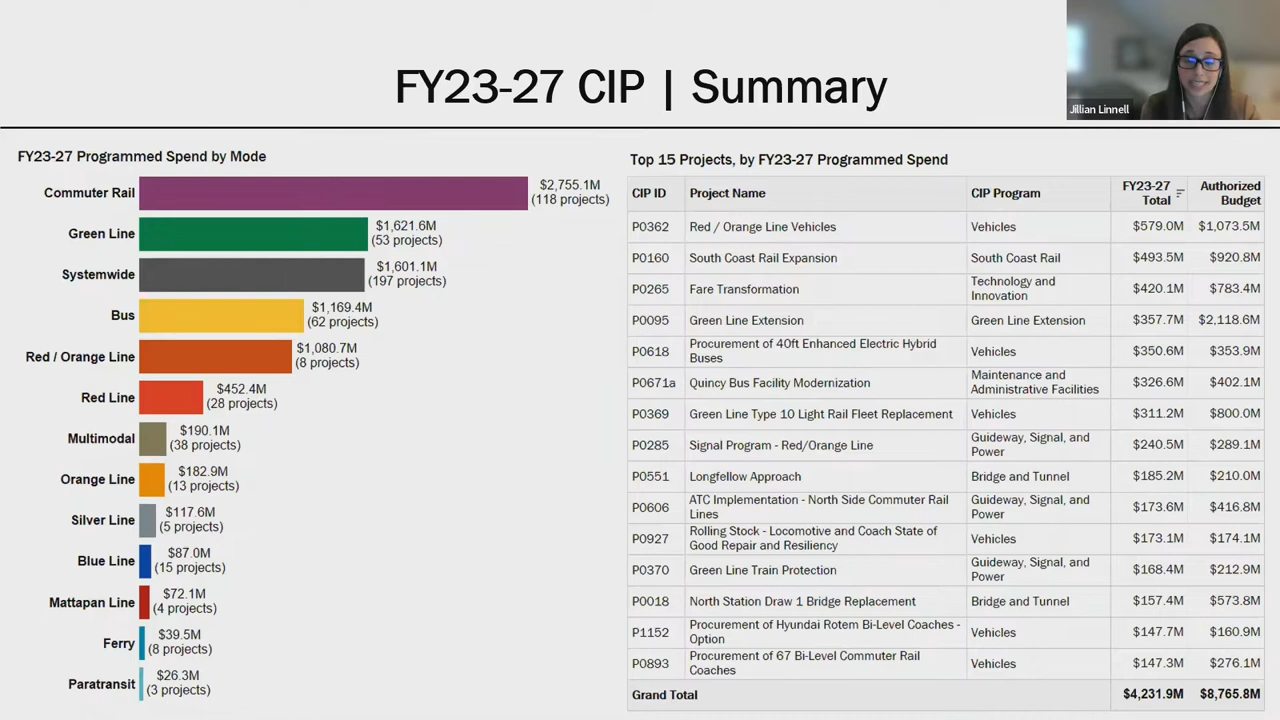 FY23-27 CIP | Summary
Jillian Linnell
FY23-27 Programmed Spend by Mode
Commuter Rail
$2,755.1M
(118 projects)
Green Line
$1,621.6M
(53 projects)
Systemwide
$1,601.1M
(197 projects)
Bus
$1,169.4M
(62 projects)
Red / Orange Line
$1,080.7M
(8 projects)
Red Line
$452.4M
(28 projects)
Multimodal
$190.1M
(38 projects)
Orange Line
$182.9M
(13 projects)
Silver Line
$117.6M
(5 projects)
Blue Line
$87.0M
(15 projects)
Mattapan Line
$72.1M
(4 projects)
Ferry
$39.5M
(8 projects)
Paratransit
$26.3M
(3 projects)
Top 15 Projects, by FY23-27 Programmed Spend
CIP ID Project Name CIP Program FY23-27 Total Authorized Budget
P0362 Red / Orange Line Vehicles Vehicles $579.0M $1,073.5M
P0160 South Coast Rail Expansion South Coast Rail $493.5M $920.8M
P0265 Fare Transformation Technology and Innovation $420.1M $783.4M
P0095 Green Line Extension Green Line Extension $357.7M $2,118.6M
P0618 Procurement of 40ft Enhanced Electric Hybrid Buses Vehicles $350.6M $353.9M
P0671a Quincy Bus Facility Modernization Maintenance and Administrative Facilities $326.6M $402.1M
P0369 Green Line Type 10 Light Rail Fleet Replacement Vehicles $311.2M $800.0M
P0285 Signal Program - Red/Orange Line Guideway, Signal, and Power $240.5M $289.1M
P0551 Longfellow Approach Bridge and Tunnel $185.2M $210.0M
P0606 ATC Implementation - North Side Commuter Rail Lines Guideway, Signal, and Power $173.6M $416.8M
P0927 Rolling Stock - Locomotive and Coach State of Good Repair and Resiliency Vehicles $173.1M $174.1M
P0370 Green Line Train Protection Guideway, Signal, and Power $168.4M $212.9M
P0018 North Station Draw 1 Bridge Replacement Bridge and Tunnel $157.4M $573.8M
P1152 Procurement of Hyundai Rotem Bi-Level Coaches - Option Vehicles $147.7M $160.9M
P0893 Procurement of 67 Bi-Level Commuter Rail Coaches Vehicles $147.3M $276.1M
Grand Total $4,231.9M $8,765.8M